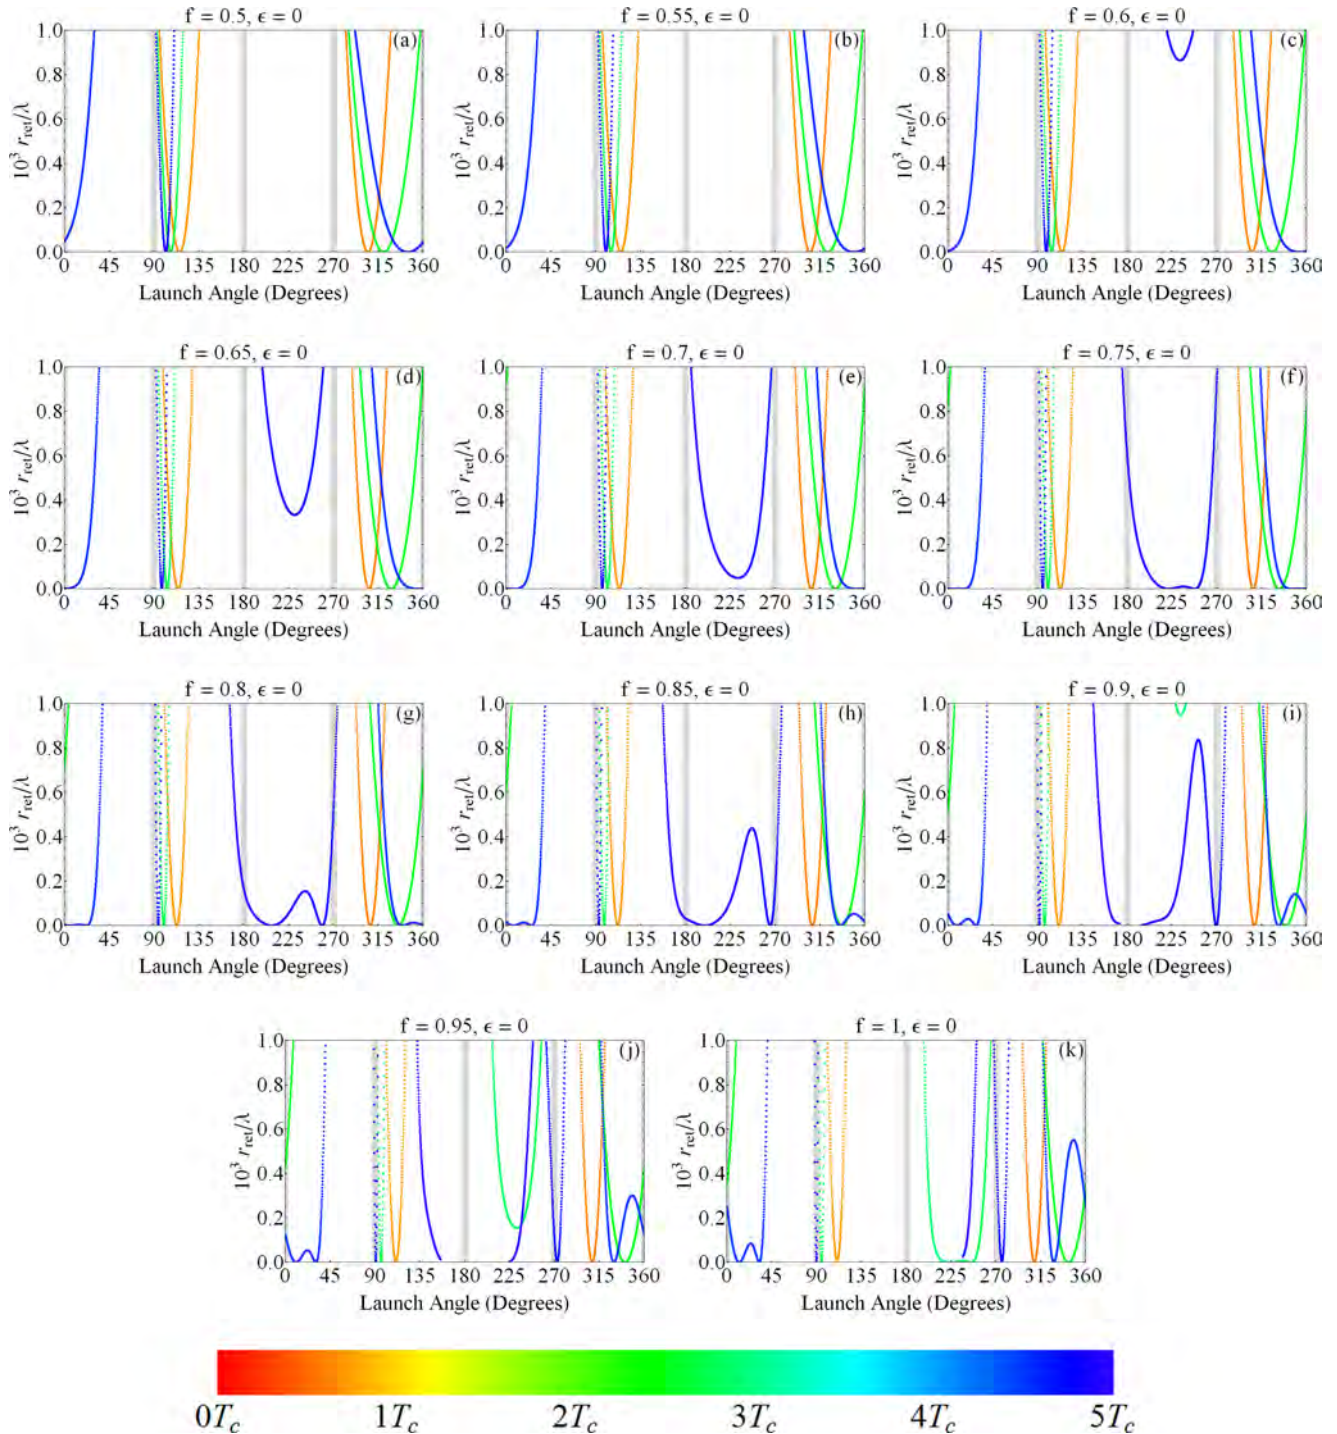 f = 0.5, ϵ = 0
f = 0.55, ϵ = 0
f = 0.6, ϵ = 0
(a)
(b)
(c)
10³ r_ret/λ
1.0
0.8
0.6
0.4
0.2
0.0
0 45 90 135 180 225 270 315 360
Launch Angle (Degrees)
10³ r_ret/λ
1.0
0.8
0.6
0.4
0.2
0.0
0 45 90 135 180 225 270 315 360
Launch Angle (Degrees)
10³ r_ret/λ
1.0
0.8
0.6
0.4
0.2
0.0
0 45 90 135 180 225 270 315 360
Launch Angle (Degrees)
f = 0.65, ϵ = 0
f = 0.7, ϵ = 0
f = 0.75, ϵ = 0
(d)
(e)
(f)
10³ r_ret/λ
1.0
0.8
0.6
0.4
0.2
0.0
0 45 90 135 180 225 270 315 360
Launch Angle (Degrees)
10³ r_ret/λ
1.0
0.8
0.6
0.4
0.2
0.0
0 45 90 135 180 225 270 315 360
Launch Angle (Degrees)
10³ r_ret/λ
1.0
0.8
0.6
0.4
0.2
0.0
0 45 90 135 180 225 270 315 360
Launch Angle (Degrees)
f = 0.8, ϵ = 0
f = 0.85, ϵ = 0
f = 0.9, ϵ = 0
(g)
(h)
(i)
10³ r_ret/λ
1.0
0.8
0.6
0.4
0.2
0.0
0 45 90 135 180 225 270 315 360
Launch Angle (Degrees)
10³ r_ret/λ
1.0
0.8
0.6
0.4
0.2
0.0
0 45 90 135 180 225 270 315 360
Launch Angle (Degrees)
10³ r_ret/λ
1.0
0.8
0.6
0.4
0.2
0.0
0 45 90 135 180 225 270 315 360
Launch Angle (Degrees)
f = 0.95, ϵ = 0
f = 1, ϵ = 0
(j)
(k)
10³ r_ret/λ
1.0
0.8
0.6
0.4
0.2
0.0
0 45 90 135 180 225 270 315 360
Launch Angle (Degrees)
10³ r_ret/λ
1.0
0.8
0.6
0.4
0.2
0.0
0 45 90 135 180 225 270 315 360
Launch Angle (Degrees)
0T_c 1T_c 2T_c 3T_c 4T_c 5T_c